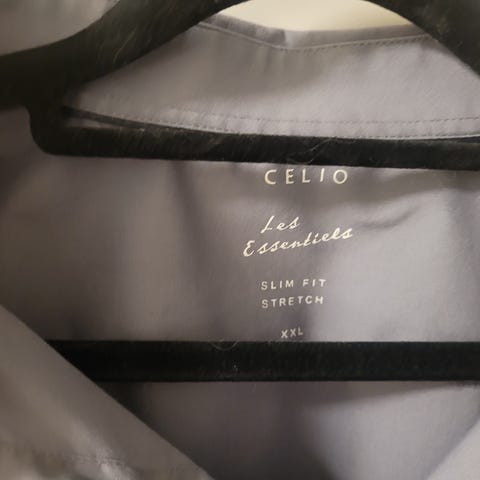 CELIO
Les
Essentiels
SLIM FIT
STRETCH
XXL